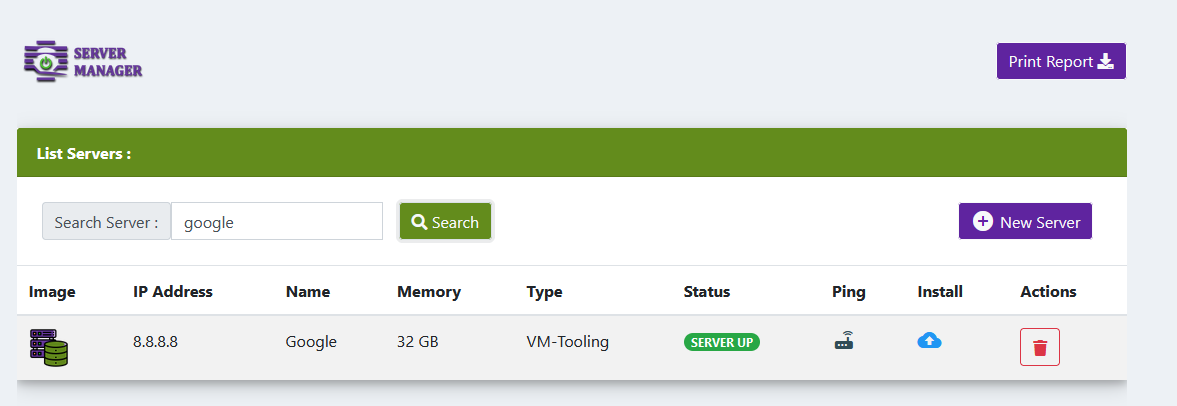 SERVER
MANAGER
Print Report
List Servers :
Search Server : google Search New Server
Image IP Address Name Memory Type Status Ping Install Actions
8.8.8.8 Google 32 GB VM-Tooling SERVER UP